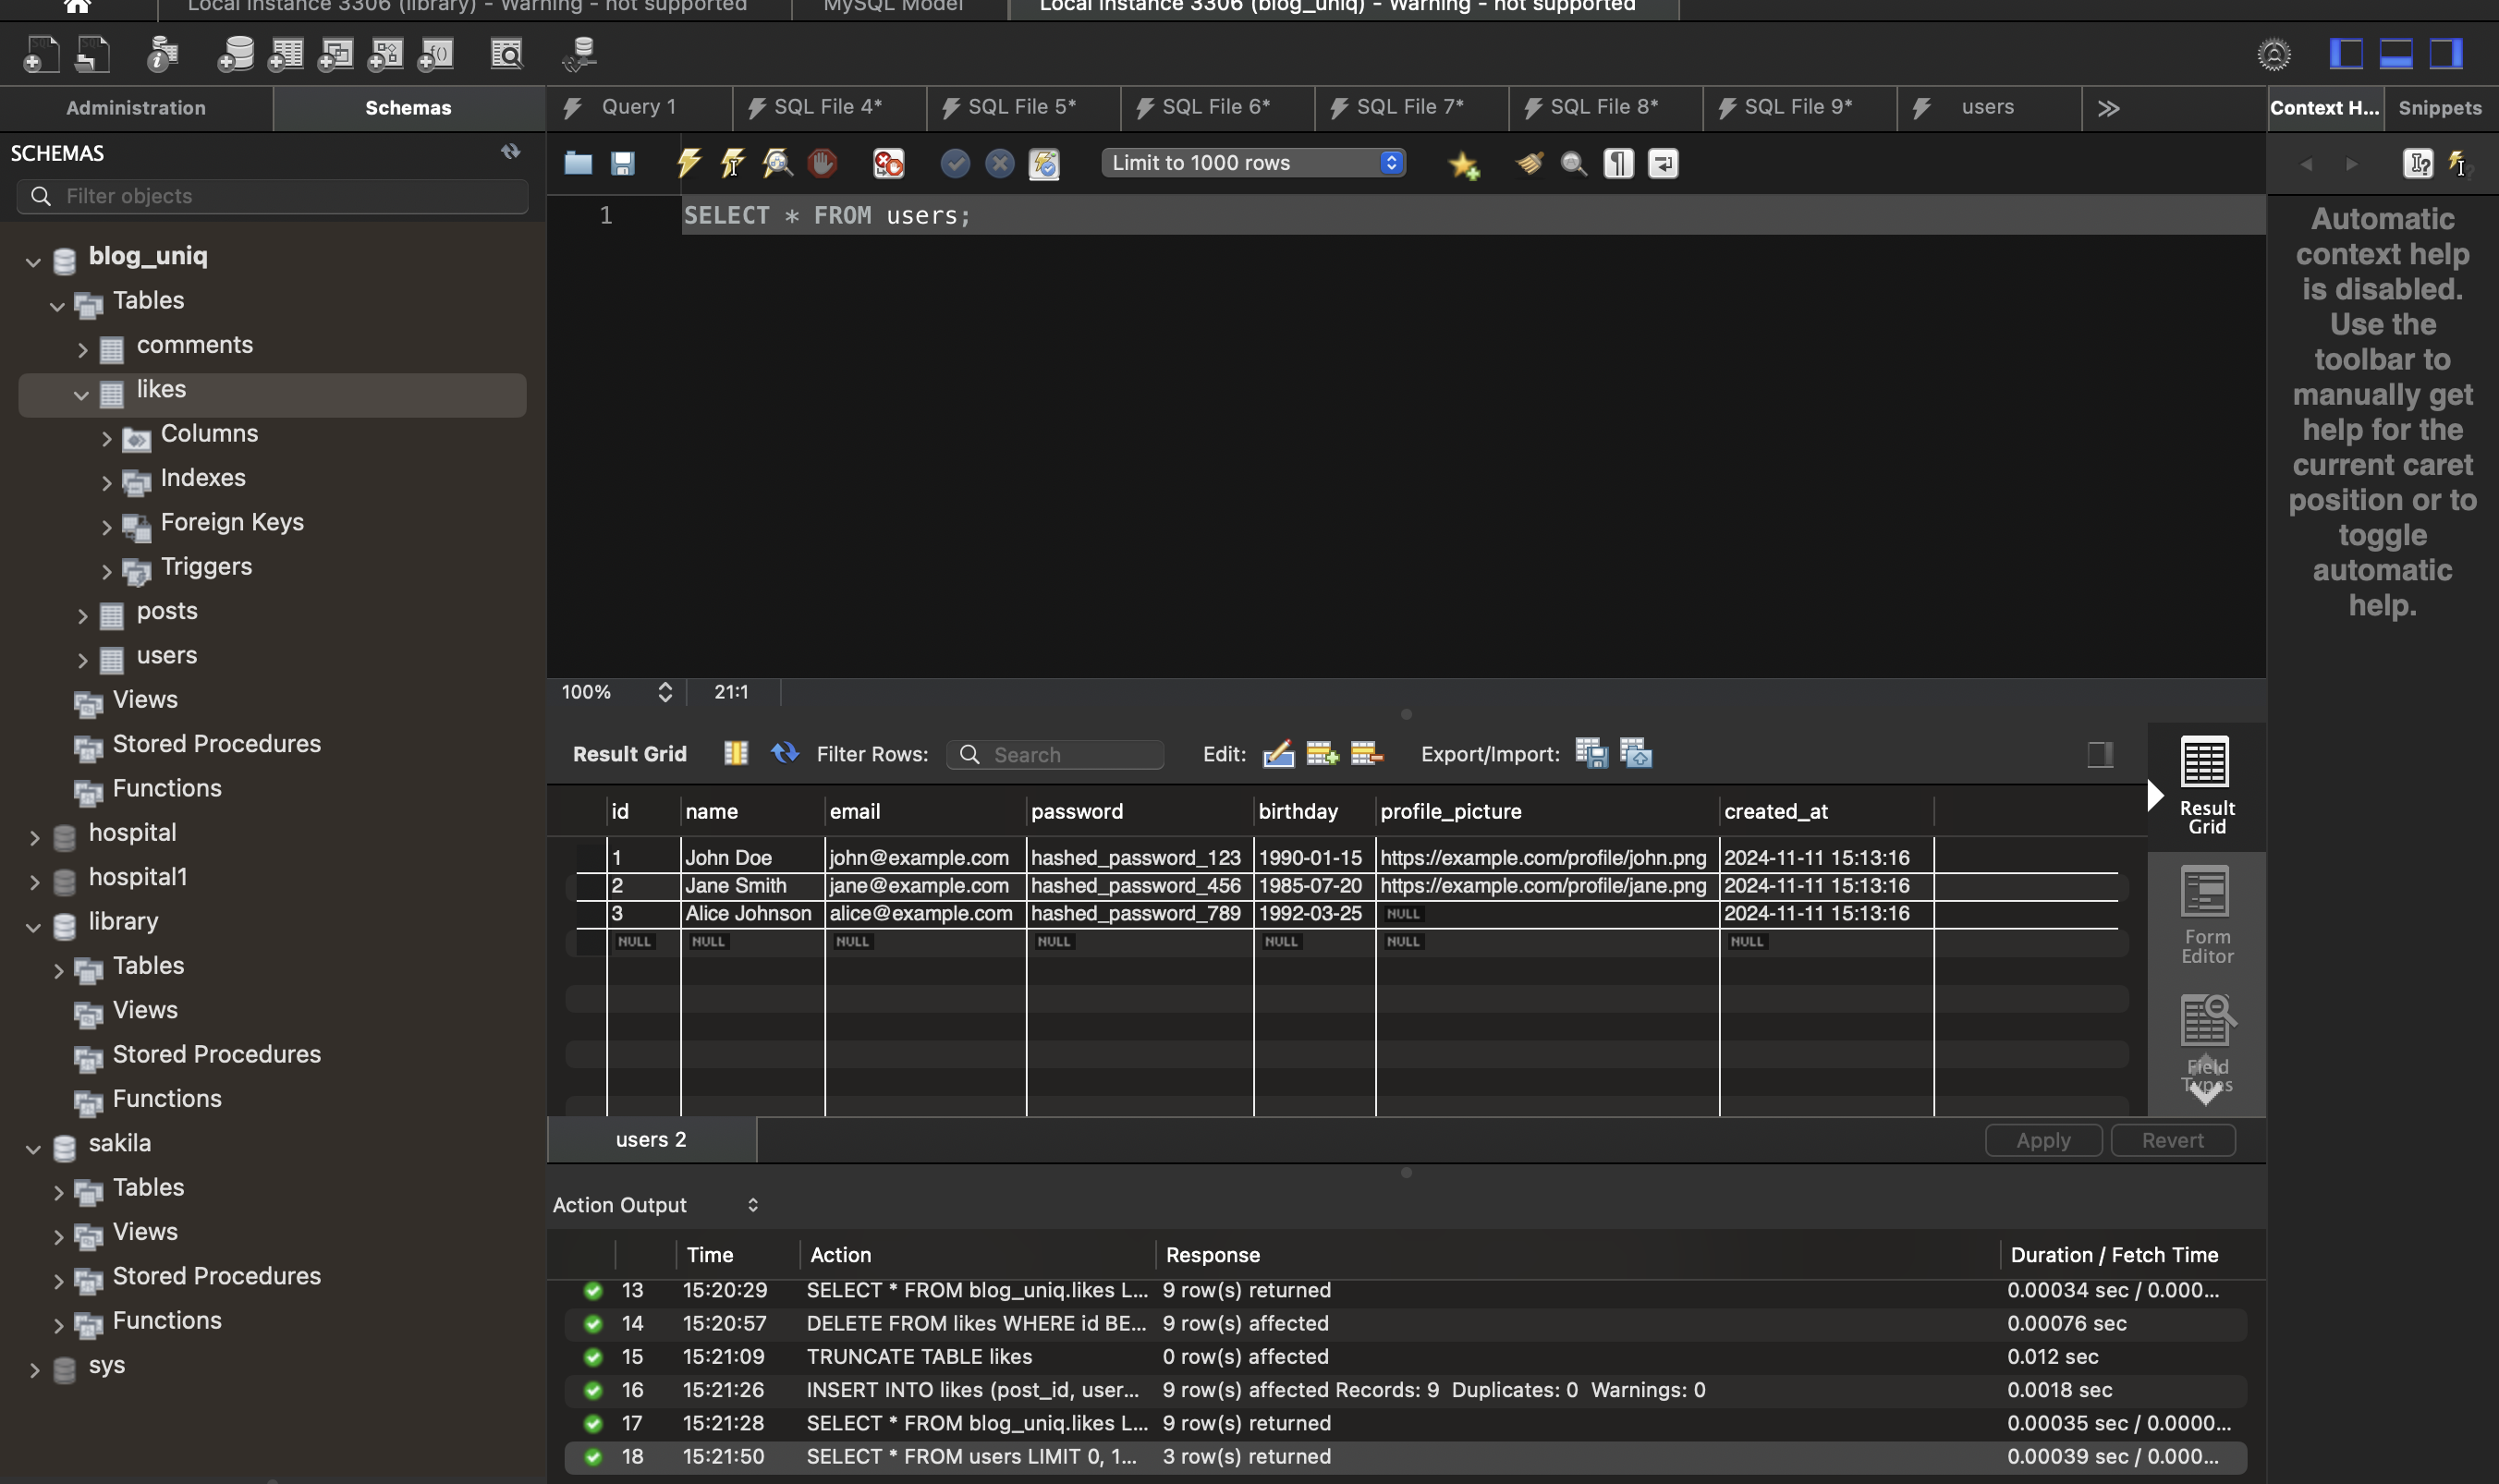 Local instance 3306 (library) - Warning - not supported
MySQL Model
Local instance 3306 (blog_uniq) - Warning - not supported
Administration
Schemas
Query 1
SQL File 4*
SQL File 5*
SQL File 6*
SQL File 7*
SQL File 8*
SQL File 9*
users
Context H...
Snippets
SCHEMAS
Filter objects
blog_uniq
Tables
comments
likes
Columns
Indexes
Foreign Keys
Triggers
posts
users
Views
Stored Procedures
Functions
hospital
hospital1
library
Tables
Views
Stored Procedures
Functions
sakila
Tables
Views
Stored Procedures
Functions
sys
Limit to 1000 rows
1
SELECT * FROM users;
100%
21:1
Result Grid
Filter Rows:
Search
Edit:
Export/Import:
id name email password birthday profile_picture created_at
1 John Doe john@example.com hashed_password_123 1990-01-15 https://example.com/profile/john.png 2024-11-11 15:13:16
2 Jane Smith jane@example.com hashed_password_456 1985-07-20 https://example.com/profile/jane.png 2024-11-11 15:13:16
3 Alice Johnson alice@example.com hashed_password_789 1992-03-25 NULL 2024-11-11 15:13:16
NULL NULL NULL NULL NULL NULL NULL
Result
Grid
Form
Editor
Field
Types
users 2
Apply
Revert
Action Output
Time Action Response Duration / Fetch Time
13 15:20:29 SELECT * FROM blog_uniq.likes L... 9 row(s) returned 0.00034 sec / 0.000...
14 15:20:57 DELETE FROM likes WHERE id BE... 9 row(s) affected 0.00076 sec
15 15:21:09 TRUNCATE TABLE likes 0 row(s) affected 0.012 sec
16 15:21:26 INSERT INTO likes (post_id, user... 9 row(s) affected Records: 9 Duplicates: 0 Warnings: 0 0.0018 sec
17 15:21:28 SELECT * FROM blog_uniq.likes L... 9 row(s) returned 0.00035 sec / 0.0000...
18 15:21:50 SELECT * FROM users LIMIT 0, 1... 3 row(s) returned 0.00039 sec / 0.000...
Automatic
context help
is disabled.
Use the
toolbar to
manually get
help for the
current caret
position or to
toggle
automatic
help.